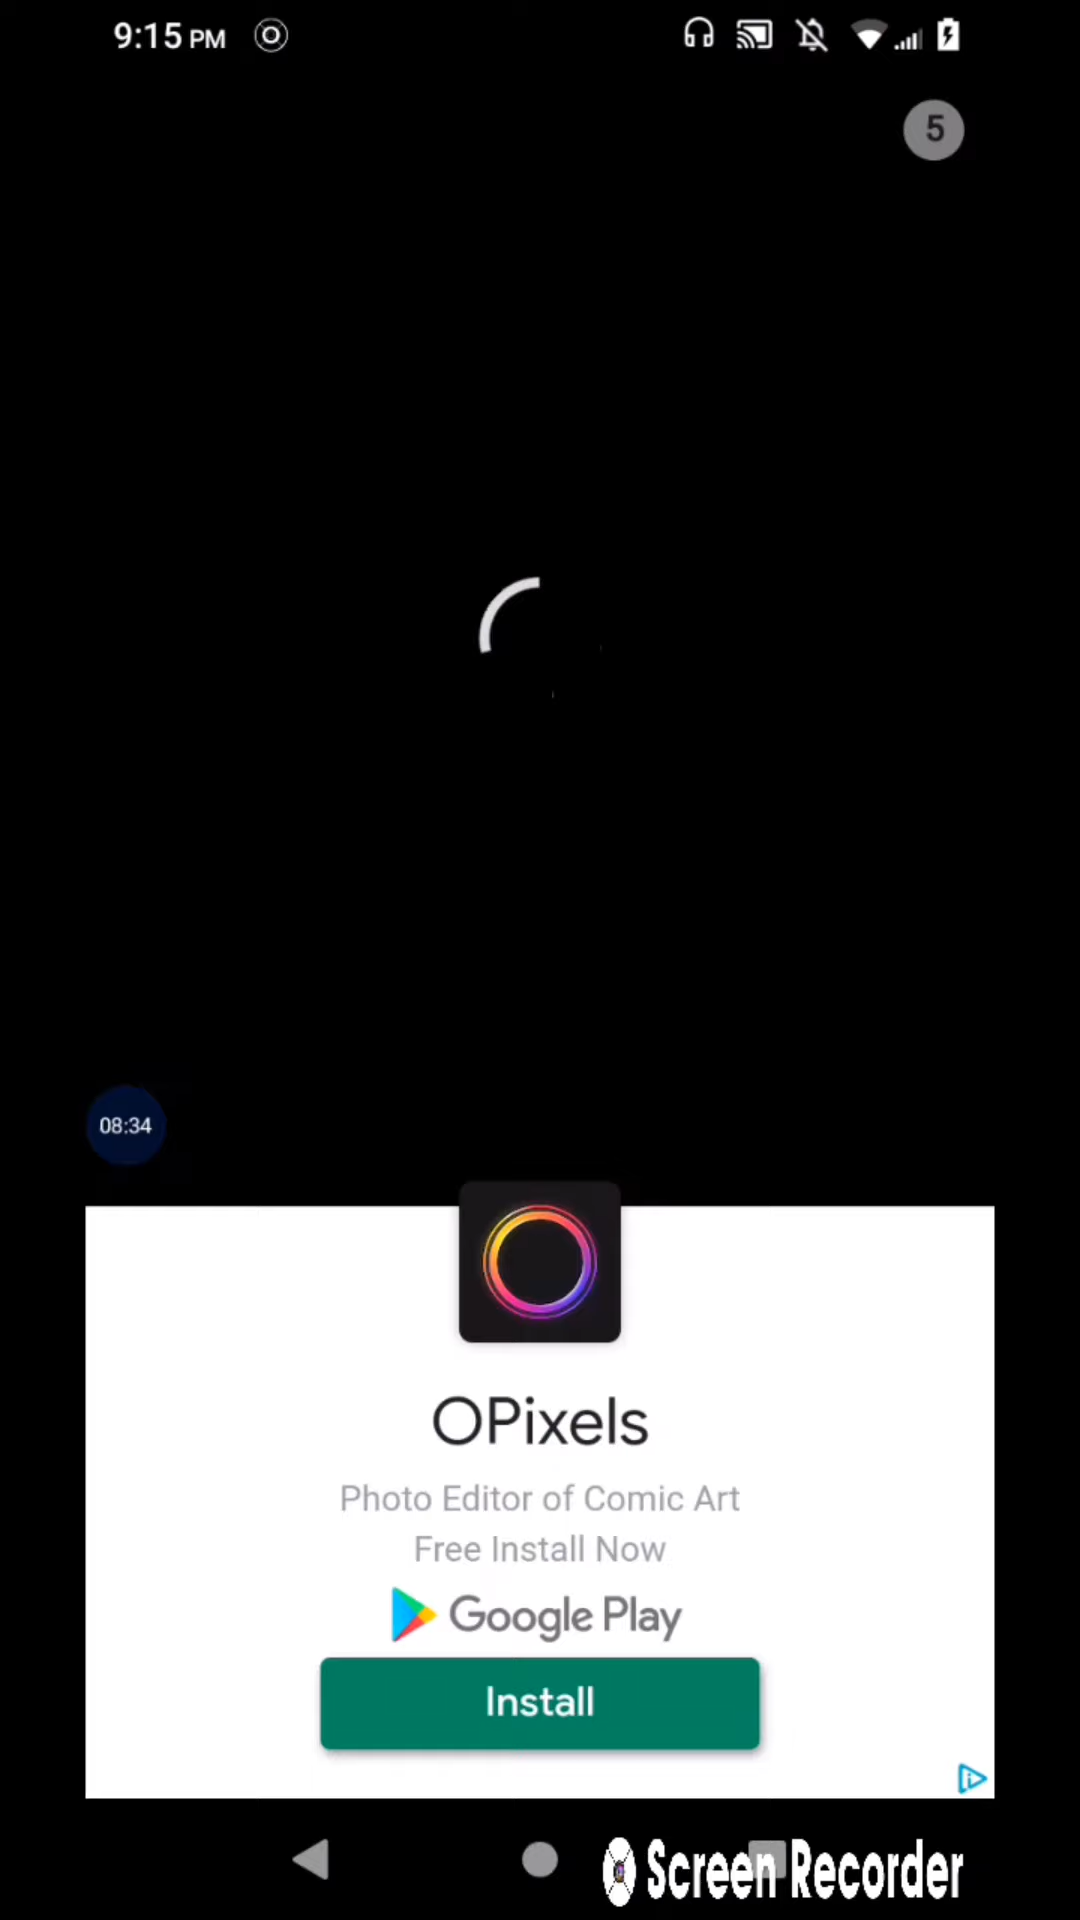 9:15 PM
5
08:34
OPixels
Photo Editor of Comic Art
Free Install Now
Google Play
Install
Screen Recorder